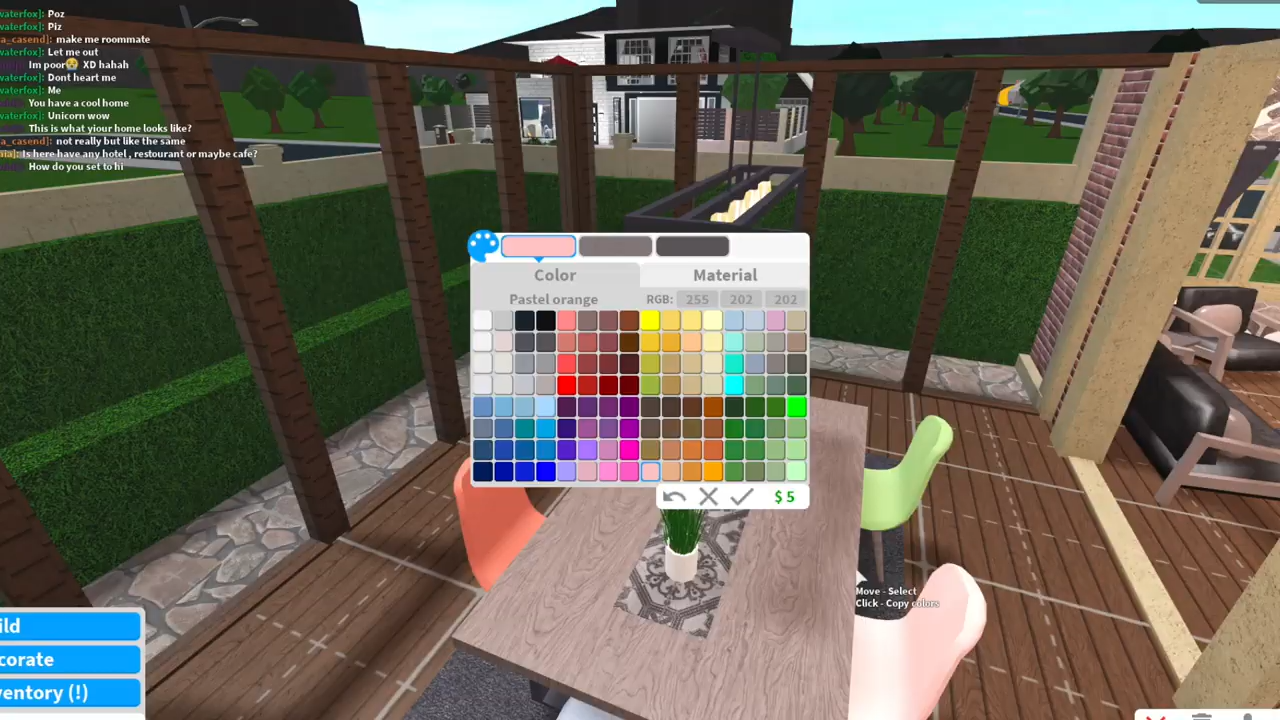 waterfox]: Poz
waterfox]: Piz
a_casend]: make me roommate
waterfox]: Let me out
Im poor😢 XD hahah
waterfox]: Dont heart me
waterfox]: Me
You have a cool home
waterfox]: Unicorn wow
This is what yiour home looks like?
a_casend]: not really but like the same
Is here have any hotel , restourant or maybe cafe?
How do you set to hi
Color
Material
Pastel orange
RGB: 255 202 202
$ 5
Move - Select
Click - Copy colors
ild
corate
ventory (!)